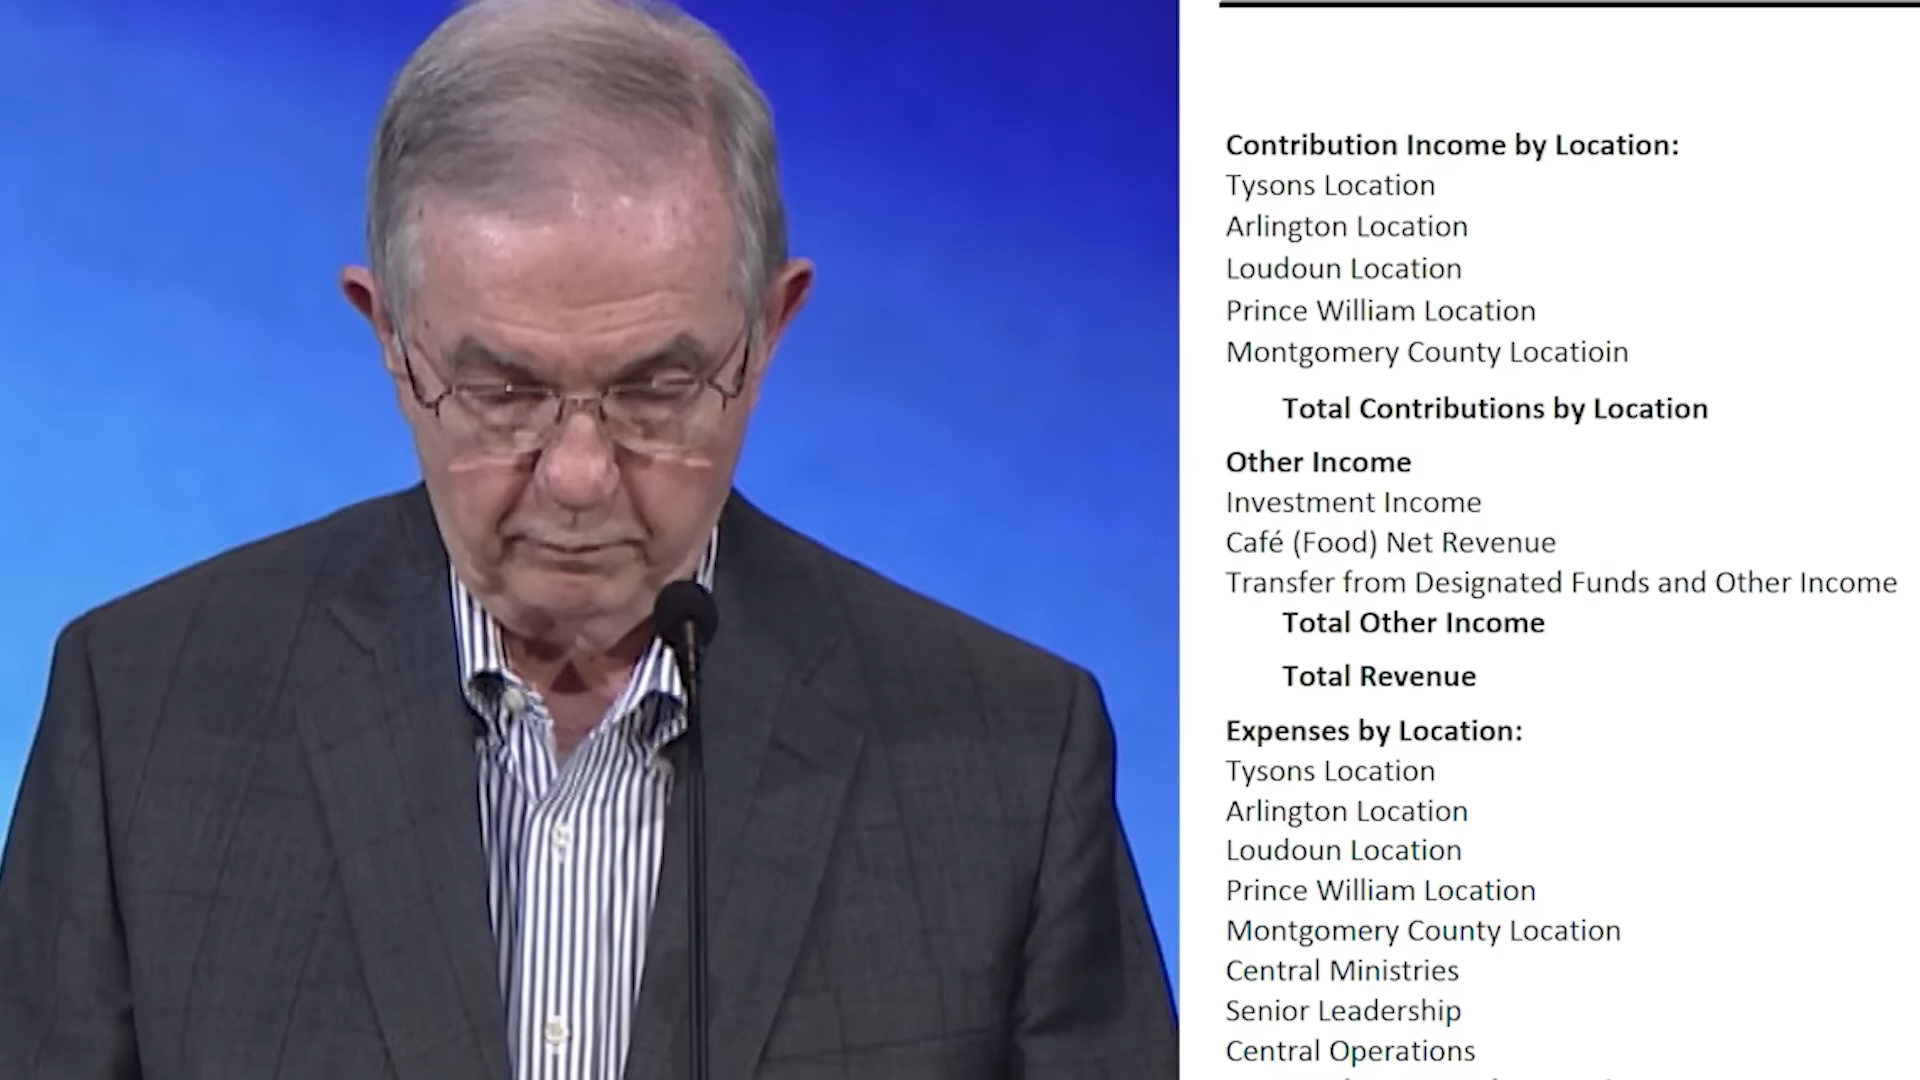 Contribution Income by Location:
Tysons Location
Arlington Location
Loudoun Location
Prince William Location
Montgomery County Locatioin
Total Contributions by Location
Other Income
Investment Income
Café (Food) Net Revenue
Transfer from Designated Funds and Other Income
Total Other Income
Total Revenue
Expenses by Location:
Tysons Location
Arlington Location
Loudoun Location
Prince William Location
Montgomery County Location
Central Ministries
Senior Leadership
Central Operations